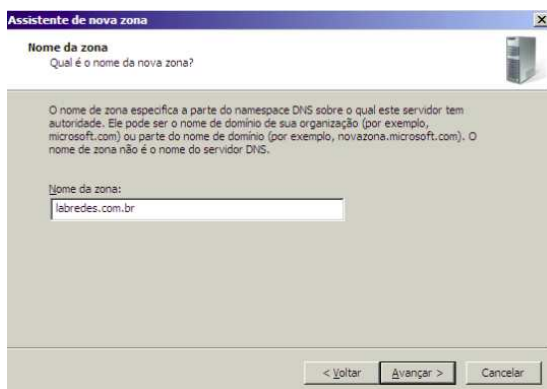 Assistente de nova zona
Nome da zona
Qual é o nome da nova zona?
O nome de zona especifica a parte do namespace DNS sobre o qual este servidor tem
autoridade. Ele pode ser o nome de domínio de sua organização (por exemplo,
microsoft.com) ou parte do nome de domínio (por exemplo, novazona.microsoft.com). O
nome de zona não é o nome do servidor DNS.
Nome da zona:
labredes.com.br
< Voltar Avançar > Cancelar